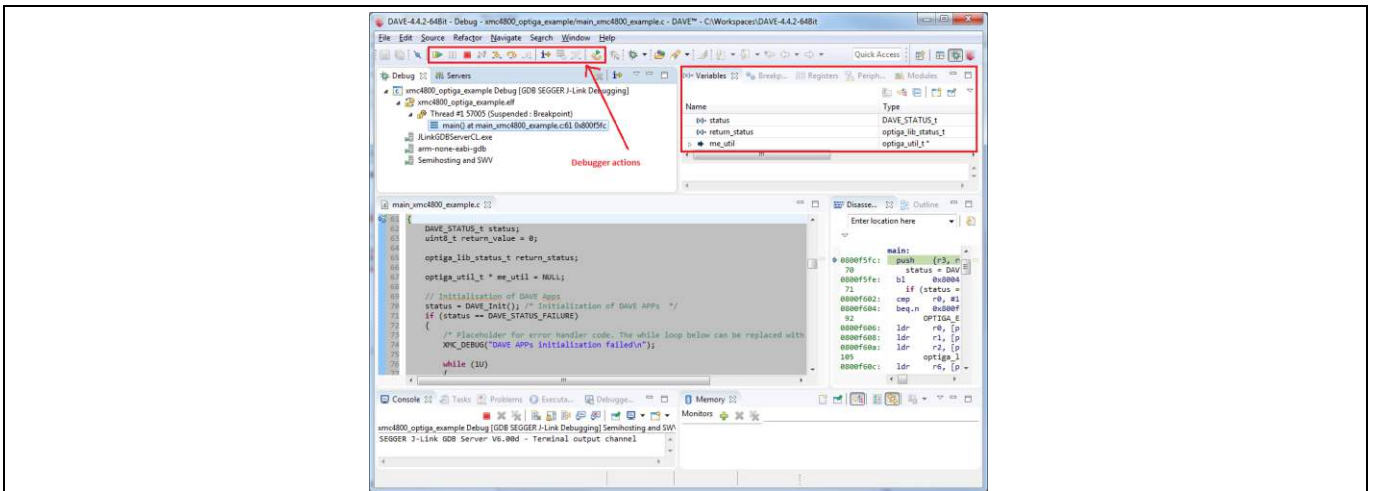 DAVE-4.4.2-64Bit - Debug - xmc4800_optiga_example/main_xmc4800_example.c - DAVE™ - C:\Workspaces\DAVE-4.4.2-64Bit
File Edit Source Refactor Navigate Search Window Help
Quick Access
Debug Servers
xmc4800_optiga_example Debug [GDB SEGGER J-Link Debugging]
xmc4800_optiga_example.elf
Thread #1 57005 (Suspended : Breakpoint)
main() at main_xmc4800_example.c:61 0x800f5fc
JLinkGDBServerCL.exe
arm-none-eabi-gdb
Semihosting and SWV
Debugger actions
(x)= Variables Breakp... Registers Periph... Modules
Name Type
(x)= status DAVE_STATUS_t
(x)= return_status optiga_lib_status_t
me_util optiga_util_t *
main_xmc4800_example.c
61 {
62 DAVE_STATUS_t status;
63 uint8_t return_value = 0;
64
65 optiga_lib_status_t return_status;
66
67 optiga_util_t * me_util = NULL;
68
69 // Initialization of DAVE Apps
70 status = DAVE_Init(); /* Initialization of DAVE APPs */
71 if (status == DAVE_STATUS_FAILURE)
72 {
73 /* Placeholder for error handler code. The while loop below can be replaced with
74 XMC_DEBUG("DAVE APPs initialization failed\n");
75
76 while (1U)
77 {
Disasse... Outline
Enter location here
main:
0800f5fc: push {r3, r
70 status = DAV
0800f5fe: bl 0x8004
71 if (status =
0800f602: cmp r0, #1
0800f604: beq.n 0x800f
92 OPTIGA_E
0800f606: ldr r0, [p
0800f608: ldr r1, [p
0800f60a: ldr r2, [p
105 optiga_l
0800f60c: ldr r6, [p
Console Tasks Problems Executa... Debugge...
xmc4800_optiga_example Debug [GDB SEGGER J-Link Debugging] Semihosting and SWV
SEGGER J-Link GDB Server V6.00d - Terminal output channel
Memory
Monitors